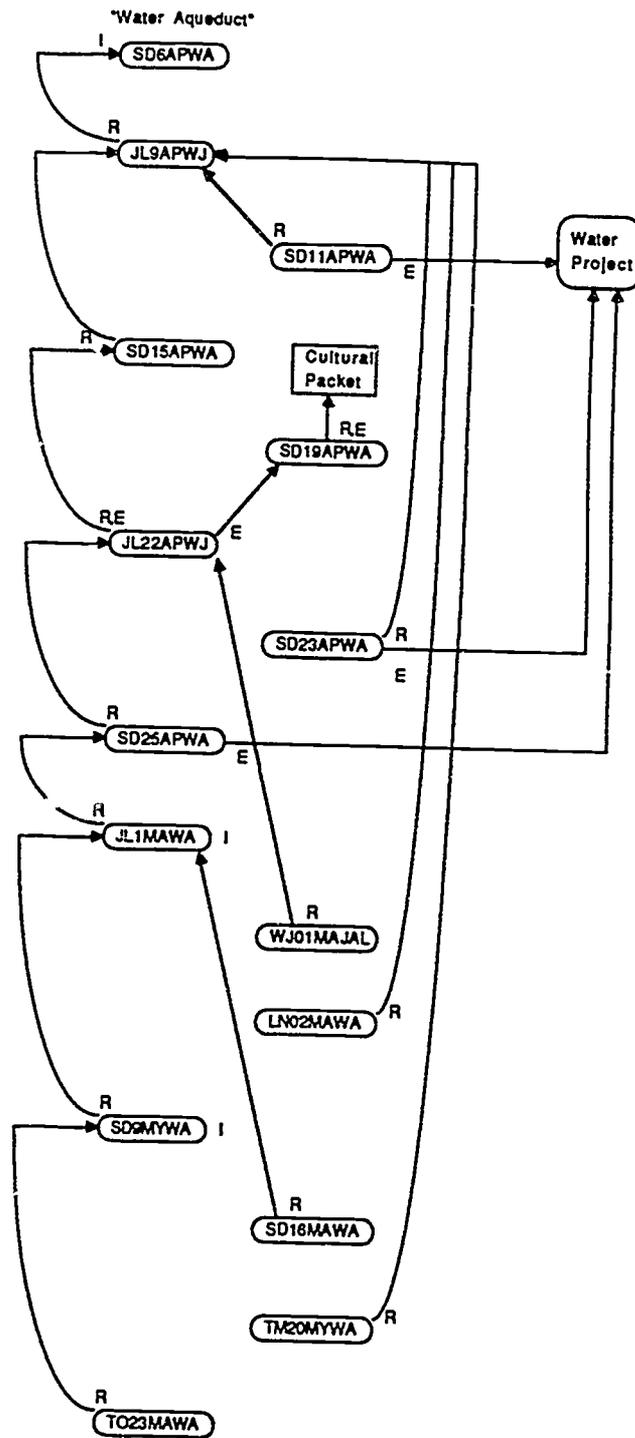 "Water Aqueduct"
I
SD6APWA
R
JL9APWJ
R
SD11APWA
E
Water
Project
R
SD15APWA
Cultural
Packet
R,E
SD19APWA
R,E
JL22APWJ
E
SD23APWA
R
E
R
SD25APWA
E
R
JL1MAWA
I
R
WJ01MAJAL
LN02MAWA
R
R
SD9MYWA
I
R
SD16MAWA
TM20MYWA
R
R
TO23MAWA